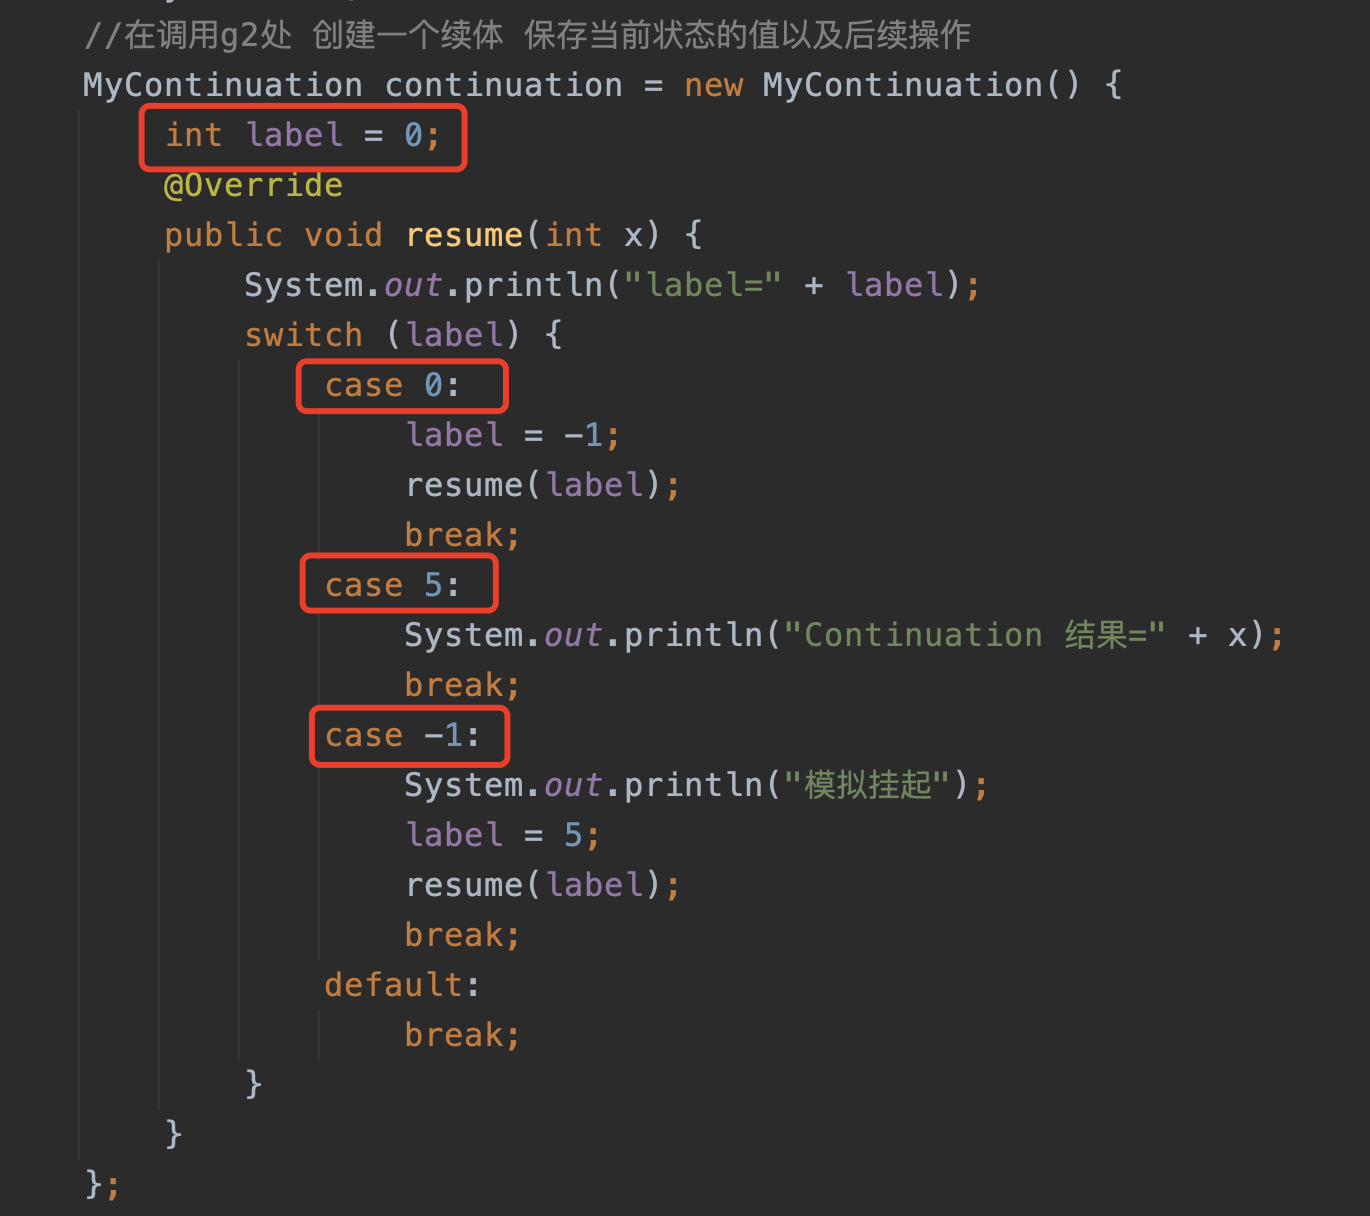 //在调用g2处 创建一个续体 保存当前状态的值以及后续操作
MyContinuation continuation = new MyContinuation() {
int label = 0;
@Override
public void resume(int x) {
System.out.println("label=" + label);
switch (label) {
case 0:
label = -1;
resume(label);
break;
case 5:
System.out.println("Continuation 结果=" + x);
break;
case -1:
System.out.println("模拟挂起");
label = 5;
resume(label);
break;
default:
break;
}
}
};